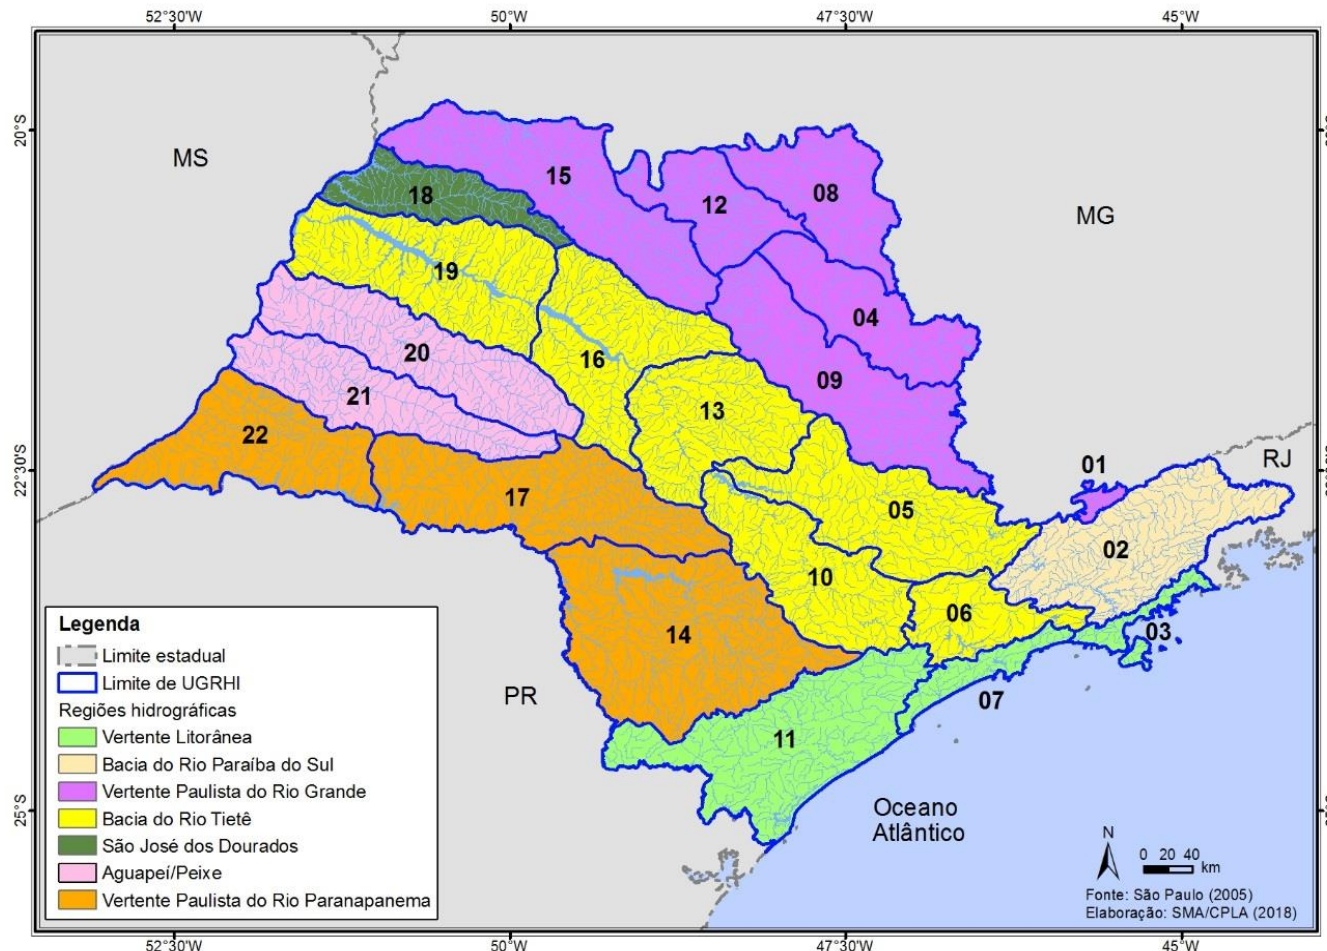 52°30'W 50°W 47°30'W 45°W
20°S
MS
15
18
12
08
MG
19
20
04
16
09
21
13
22
01
RJ
17
05
02
10
06
14
03
PR
07
11
25°S
Oceano
Atlântico
N
0 20 40
km
Fonte: São Paulo (2005)
Elaboração: SMA/CPLA (2018)
Legenda
Limite estadual
Limite de UGRHI
Regiões hidrográficas
Vertente Litorânea
Bacia do Rio Paraíba do Sul
Vertente Paulista do Rio Grande
Bacia do Rio Tietê
São José dos Dourados
Aguapeí/Peixe
Vertente Paulista do Rio Paranapanema
52°30'W 50°W 47°30'W 45°W